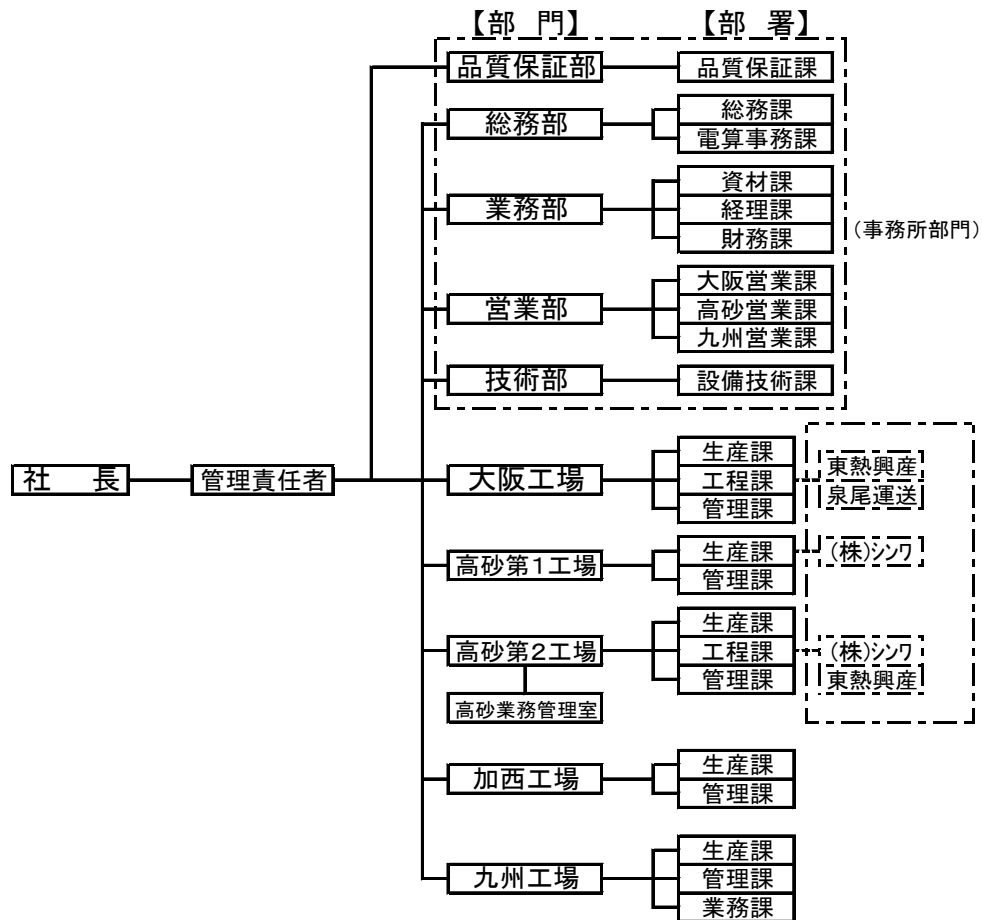 【部　門】　【部　署】
品質保証部　品質保証課
総務部　総務課
電算事務課
業務部　資材課
経理課
財務課
（事務所部門）
営業部　大阪営業課
高砂営業課
九州営業課
技術部　設備技術課
社　長　管理責任者
大阪工場　生産課
工程課　東熱興産
管理課　泉尾運送
高砂第１工場　生産課　(株)シンワ
管理課
高砂第２工場　生産課
工程課　(株)シンワ
管理課　東熱興産
高砂業務管理室
加西工場　生産課
管理課
九州工場　生産課
管理課
業務課